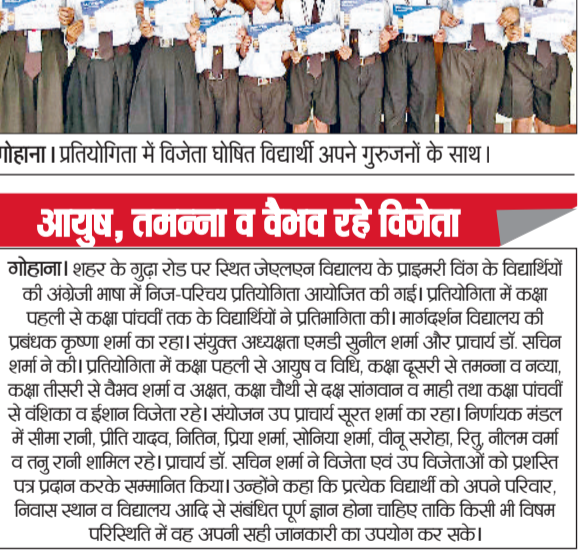 गोहाना। प्रतियोगिता में विजेता घोषित विद्यार्थी अपने गुरुजनों के साथ।
आयुष, तमन्ना व वैभव रहे विजेता
गोहाना। शहर के गुढ़ा रोड पर स्थित जेएलएन विद्यालय के प्राइमरी विंग के विद्यार्थियों
की अंग्रेजी भाषा में निज-परिचय प्रतियोगिता आयोजित की गई। प्रतियोगिता में कक्षा
पहली से कक्षा पांचवीं तक के विद्यार्थियों ने प्रतिभागिता की। मार्गदर्शन विद्यालय की
प्रबंधक कृष्णा शर्मा का रहा। संयुक्त अध्यक्षता एमडी सुनील शर्मा और प्राचार्य डॉ. सचिन
शर्मा ने की। प्रतियोगिता में कक्षा पहली से आयुष व विधि, कक्षा दूसरी से तमन्ना व नव्या,
कक्षा तीसरी से वैभव शर्मा व अक्षत, कक्षा चौथी से दक्ष सांगवान व माही तथा कक्षा पांचवीं
से वंशिका व ईशान विजेता रहे। संयोजन उप प्राचार्य सूरत शर्मा का रहा। निर्णायक मंडल
में सीमा रानी, प्रीति यादव, नितिन, प्रिया शर्मा, सोनिया शर्मा, वीनू सरोहा, रितु, नीलम वर्मा
व तनु रानी शामिल रहे। प्राचार्य डॉ. सचिन शर्मा ने विजेता एवं उप विजेताओं को प्रशस्ति
पत्र प्रदान करके सम्मानित किया। उन्होंने कहा कि प्रत्येक विद्यार्थी को अपने परिवार,
निवास स्थान व विद्यालय आदि से संबंधित पूर्ण ज्ञान होना चाहिए ताकि किसी भी विषम
परिस्थिति में वह अपनी सही जानकारी का उपयोग कर सके।